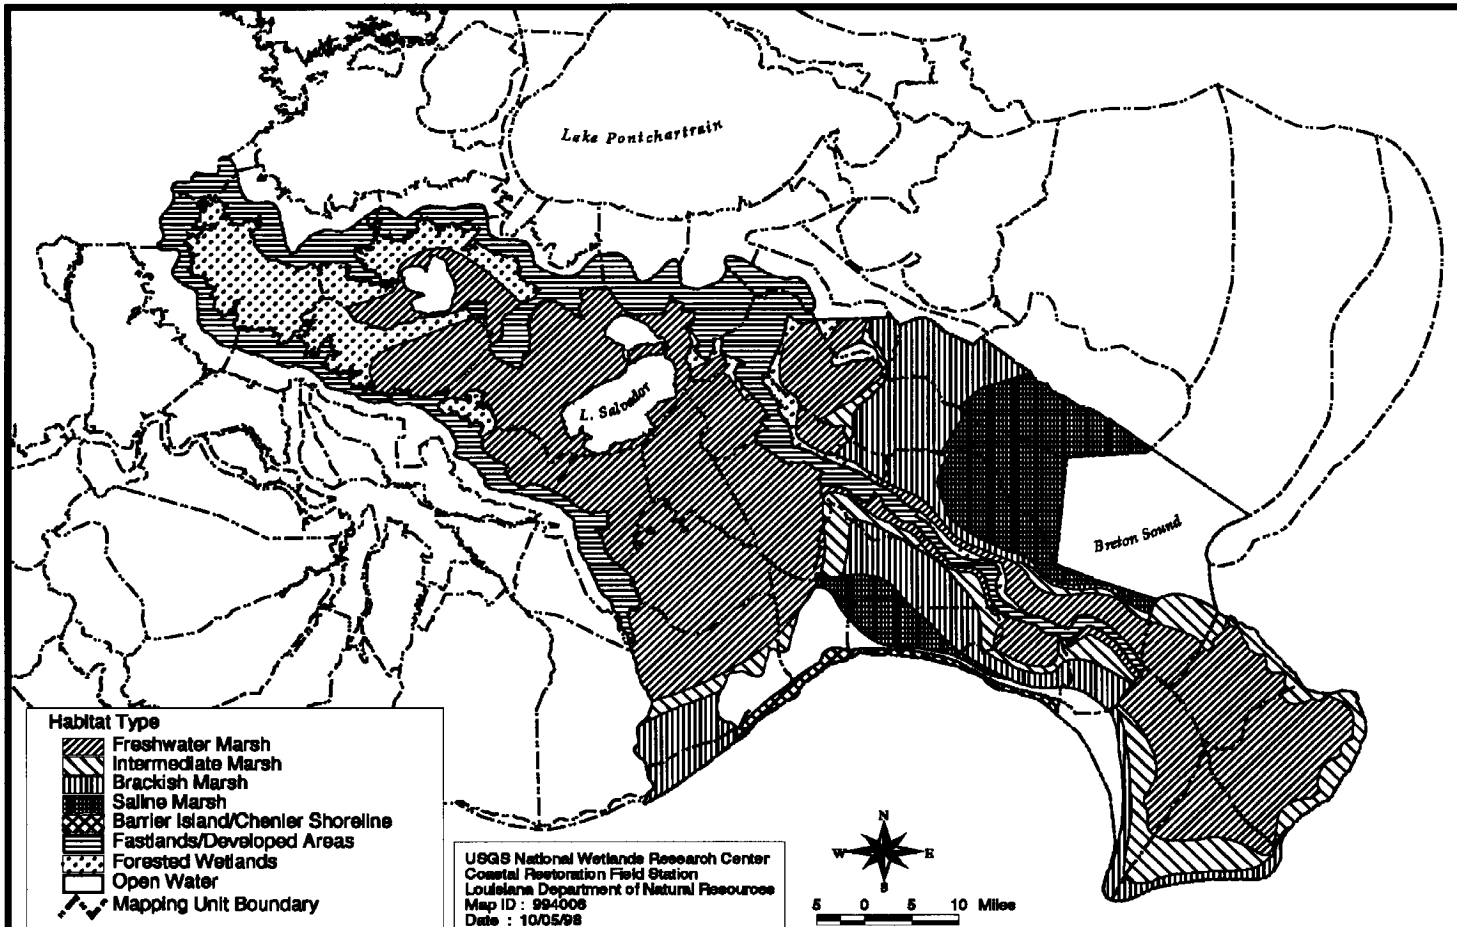 Lake Pontchartrain
L. Salvador
Breton Sound
Habitat Type
Freshwater Marsh
Intermediate Marsh
Brackish Marsh
Saline Marsh
Barrier Island/Chenier Shoreline
Fastlands/Developed Areas
Forested Wetlands
Open Water
Mapping Unit Boundary
USGS National Wetlands Research Center
Coastal Restoration Field Station
Louisiana Department of Natural Resources
Map ID : 994006
Date : 10/05/98
N
W E
S
5 0 5 10 Miles